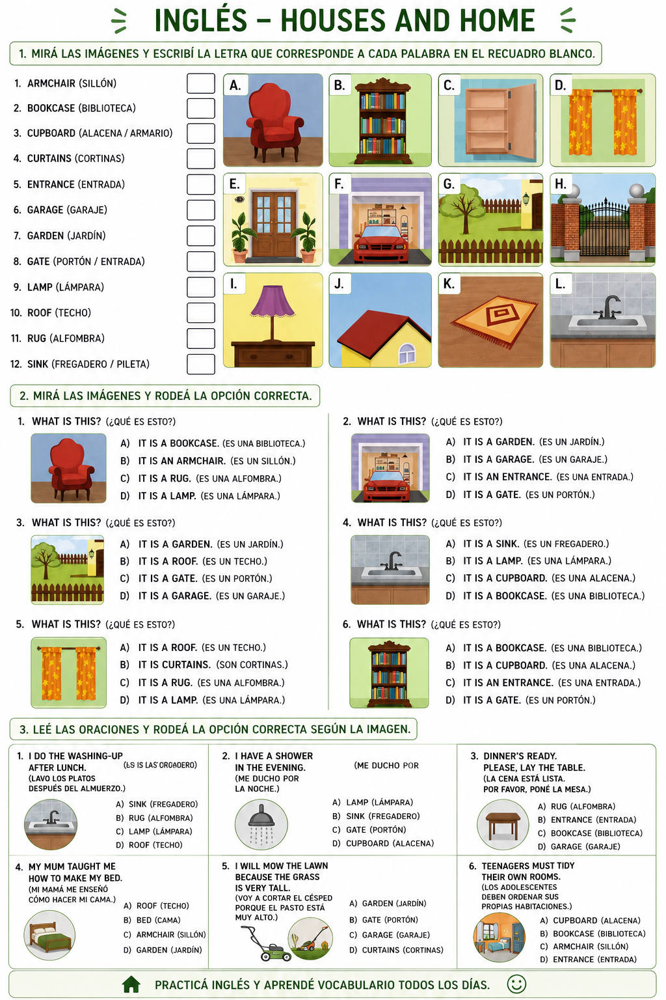 INGLÉS – HOUSES AND HOME
1. MIRÁ LAS IMÁGENES Y ESCRIBÍ LA LETRA QUE CORRESPONDE A CADA PALABRA EN EL RECUADRO BLANCO.
1. ARMCHAIR (SILLÓN)
2. BOOKCASE (BIBLIOTECA)
3. CUPBOARD (ALACENA / ARMARIO)
4. CURTAINS (CORTINAS)
5. ENTRANCE (ENTRADA)
6. GARAGE (GARAJE)
7. GARDEN (JARDÍN)
8. GATE (PORTÓN / ENTRADA)
9. LAMP (LÁMPARA)
10. ROOF (TECHO)
11. RUG (ALFOMBRA)
12. SINK (FREGADERO / PILETA)
A.
B.
C.
D.
E.
F.
G.
H.
I.
J.
K.
L.
2. MIRÁ LAS IMÁGENES Y RODEÁ LA OPCIÓN CORRECTA.
1. WHAT IS THIS? (¿QUÉ ES ESTO?)
A) IT IS A BOOKCASE. (ES UNA BIBLIOTECA.)
B) IT IS AN ARMCHAIR. (ES UN SILLÓN.)
C) IT IS A RUG. (ES UNA ALFOMBRA.)
D) IT IS A LAMP. (ES UNA LÁMPARA.)
2. WHAT IS THIS? (¿QUÉ ES ESTO?)
A) IT IS A GARDEN. (ES UN JARDÍN.)
B) IT IS A GARAGE. (ES UN GARAJE.)
C) IT IS AN ENTRANCE. (ES UNA ENTRADA.)
D) IT IS A GATE. (ES UN PORTÓN.)
3. WHAT IS THIS? (¿QUÉ ES ESTO?)
A) IT IS A GARDEN. (ES UN JARDÍN.)
B) IT IS A ROOF. (ES UN TECHO.)
C) IT IS A GATE. (ES UN PORTÓN.)
D) IT IS A GARAGE. (ES UN GARAJE.)
4. WHAT IS THIS? (¿QUÉ ES ESTO?)
A) IT IS A SINK. (ES UN FREGADERO.)
B) IT IS A LAMP. (ES UNA LÁMPARA.)
C) IT IS A CUPBOARD. (ES UNA ALACENA.)
D) IT IS A BOOKCASE. (ES UNA BIBLIOTECA.)
5. WHAT IS THIS? (¿QUÉ ES ESTO?)
A) IT IS A ROOF. (ES UN TECHO.)
B) IT IS CURTAINS. (SON CORTINAS.)
C) IT IS A RUG. (ES UNA ALFOMBRA.)
D) IT IS A LAMP. (ES UNA LÁMPARA.)
6. WHAT IS THIS? (¿QUÉ ES ESTO?)
A) IT IS A BOOKCASE. (ES UNA BIBLIOTECA.)
B) IT IS A CUPBOARD. (ES UNA ALACENA.)
C) IT IS AN ENTRANCE. (ES UNA ENTRADA.)
D) IT IS A GATE. (ES UN PORTÓN.)
3. LEÉ LAS ORACIONES Y RODEÁ LA OPCIÓN CORRECTA SEGÚN LA IMAGEN.
1. I DO THE WASHING-UP
AFTER LUNCH.
(LAVO LOS PLATOS
DESPUÉS DEL ALMUERZO.)
A) SINK (FREGADERO)
B) RUG (ALFOMBRA)
C) LAMP (LÁMPARA)
D) ROOF (TECHO)
2. I HAVE A SHOWER
IN THE EVENING.
(ME DUCHO POR
LA NOCHE.)
(ME DUCHO POR
A) LAMP (LÁMPARA)
B) SINK (FREGADERO)
C) GATE (PORTÓN)
D) CUPBOARD (ALACENA)
3. DINNER'S READY.
PLEASE, LAY THE TABLE.
(LA CENA ESTÁ LISTA.
POR FAVOR, PONÉ LA MESA.)
A) RUG (ALFOMBRA)
B) ENTRANCE (ENTRADA)
C) BOOKCASE (BIBLIOTECA)
D) GARAGE (GARAJE)
4. MY MUM TAUGHT ME
HOW TO MAKE MY BED.
(MI MAMÁ ME ENSEÑÓ
CÓMO HACER MI CAMA.)
A) ROOF (TECHO)
B) BED (CAMA)
C) ARMCHAIR (SILLÓN)
D) GARDEN (JARDÍN)
5. I WILL MOW THE LAWN
BECAUSE THE GRASS
IS VERY TALL.
(VOY A CORTAR EL CÉSPED
PORQUE EL PASTO ESTÁ
MUY ALTO.)
A) GARDEN (JARDÍN)
B) GATE (PORTÓN)
C) GARAGE (GARAJE)
D) CURTAINS (CORTINAS)
6. TEENAGERS MUST TIDY
THEIR OWN ROOMS.
(LOS ADOLESCENTES
DEBEN ORDENAR SUS
PROPIAS HABITACIONES.)
A) CUPBOARD (ALACENA)
B) BOOKCASE (BIBLIOTECA)
C) ARMCHAIR (SILLÓN)
D) ENTRANCE (ENTRADA)
PRACTICÁ INGLÉS Y APRENDÉ VOCABULARIO TODOS LOS DÍAS.